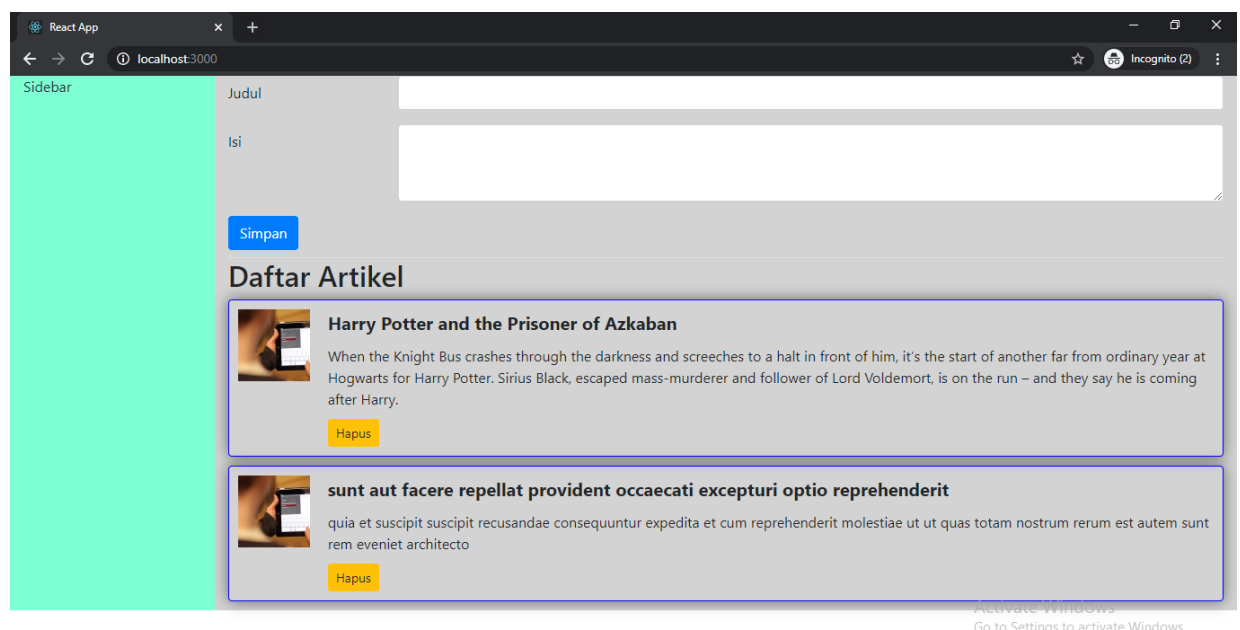 React App
localhost:3000
Incognito (2)
Sidebar
Judul
Isi
Simpan
Daftar Artikel
Harry Potter and the Prisoner of Azkaban
When the Knight Bus crashes through the darkness and screeches to a halt in front of him, it’s the start of another far from ordinary year at
Hogwarts for Harry Potter. Sirius Black, escaped mass-murderer and follower of Lord Voldemort, is on the run – and they say he is coming
after Harry.
Hapus
sunt aut facere repellat provident occaecati excepturi optio reprehenderit
quia et suscipit suscipit recusandae consequuntur expedita et cum reprehenderit molestiae ut ut quas totam nostrum rerum est autem sunt
rem eveniet architecto
Hapus
Activate Windows
Go to Settings to activate Windows.